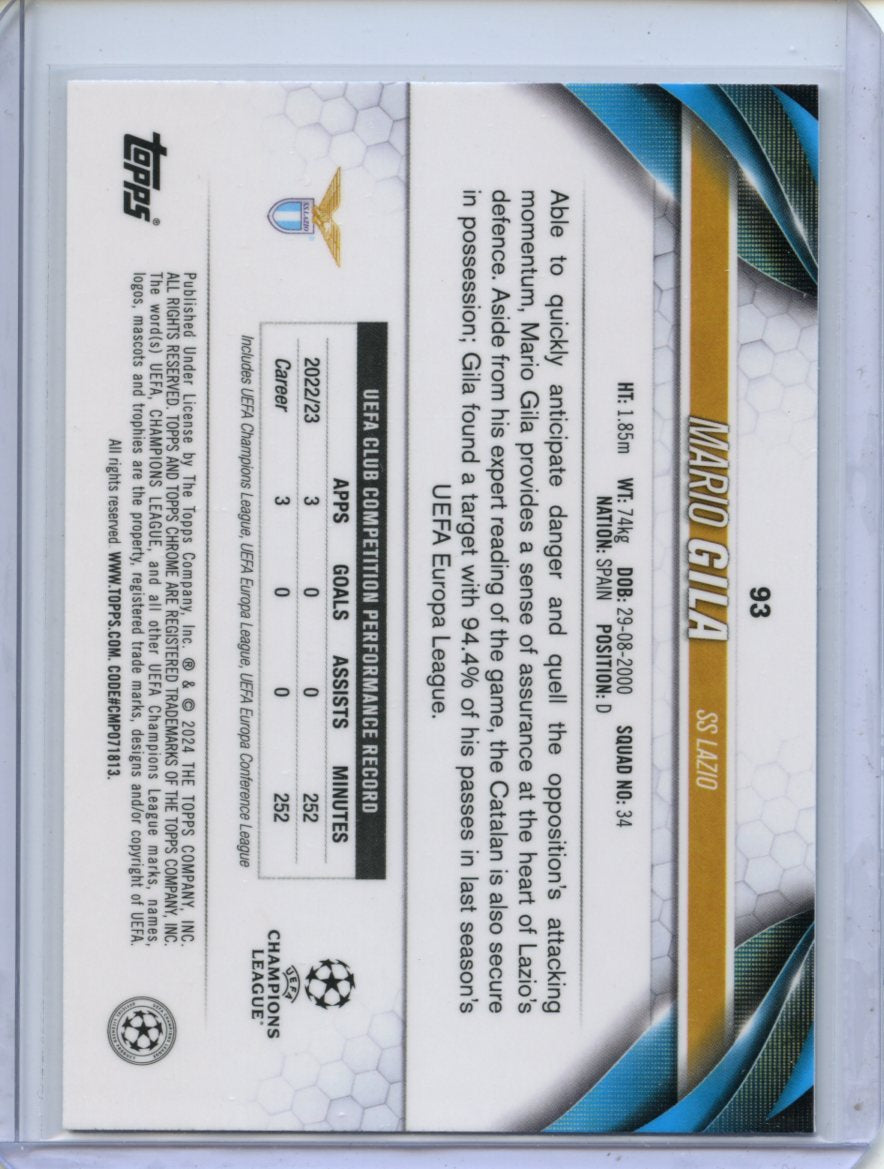 93
MARIO GILA SS LAZIO
HT: 1.85m WT: 74kg DOB: 29-08-2000 SQUAD NO: 34
NATION: SPAIN POSITION: D
Able to quickly anticipate danger and quell the opposition's attacking
momentum, Mario Gila provides a sense of assurance at the heart of Lazio's
defence. Aside from his expert reading of the game, the Catalan is also secure
in possession; Gila found a target with 94.4% of his passes in last season's
UEFA Europa League.
S.S. LAZIO
UEFA CLUB COMPETITION PERFORMANCE RECORD
APPS GOALS ASSISTS MINUTES
2022/23 3 0 0 252
Career 3 0 0 252
Includes UEFA Champions League, UEFA Europa League, UEFA Europa Conference League
UEFA
CHAMPIONS
LEAGUE®
topps®
Published Under License by The Topps Company, Inc. ® & © 2024 THE TOPPS COMPANY, INC.
ALL RIGHTS RESERVED. TOPPS AND TOPPS CHROME ARE REGISTERED TRADEMARKS OF THE TOPPS COMPANY, INC.
The word(s) UEFA, CHAMPIONS LEAGUE, and all other UEFA Champions League marks, names,
logos, mascots and trophies are the property, registered trade marks, designs and/or copyright of UEFA.
All rights reserved. WWW.TOPPS.COM. CODE#CMP071813.